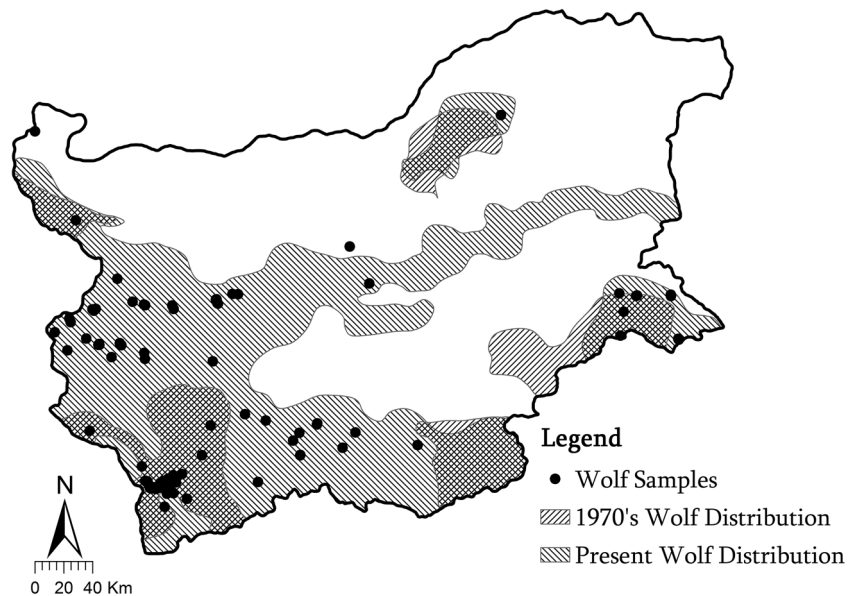 Legend
Wolf Samples
1970's Wolf Distribution
Present Wolf Distribution
N
0 20 40 Km